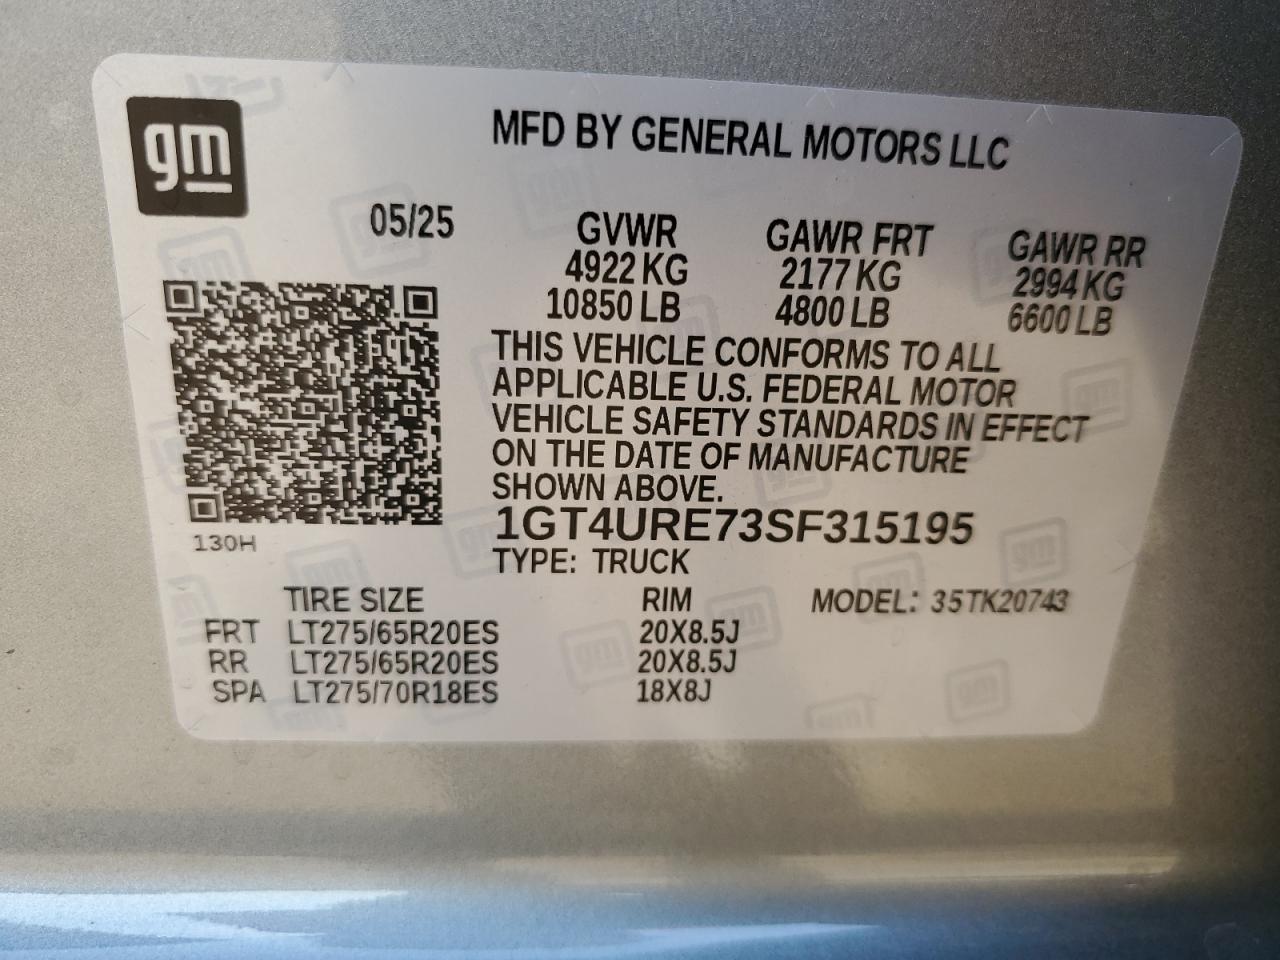 gm
MFD BY GENERAL MOTORS LLC
05/25 GVWR GAWR FRT GAWR RR
4922 KG 2177 KG 2994 KG
10850 LB 4800 LB 6600 LB
THIS VEHICLE CONFORMS TO ALL
APPLICABLE U.S. FEDERAL MOTOR
VEHICLE SAFETY STANDARDS IN EFFECT
ON THE DATE OF MANUFACTURE
SHOWN ABOVE.
1GT4URE73SF315195
130H
TYPE: TRUCK
TIRE SIZE RIM MODEL: 35TK20743
FRT LT275/65R20ES 20X8.5J
RR LT275/65R20ES 20X8.5J
SPA LT275/70R18ES 18X8J